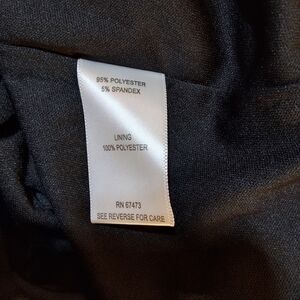 95% POLYESTER
5% SPANDEX
LINING
100% POLYESTER
RN 67473
SEE REVERSE FOR CARE